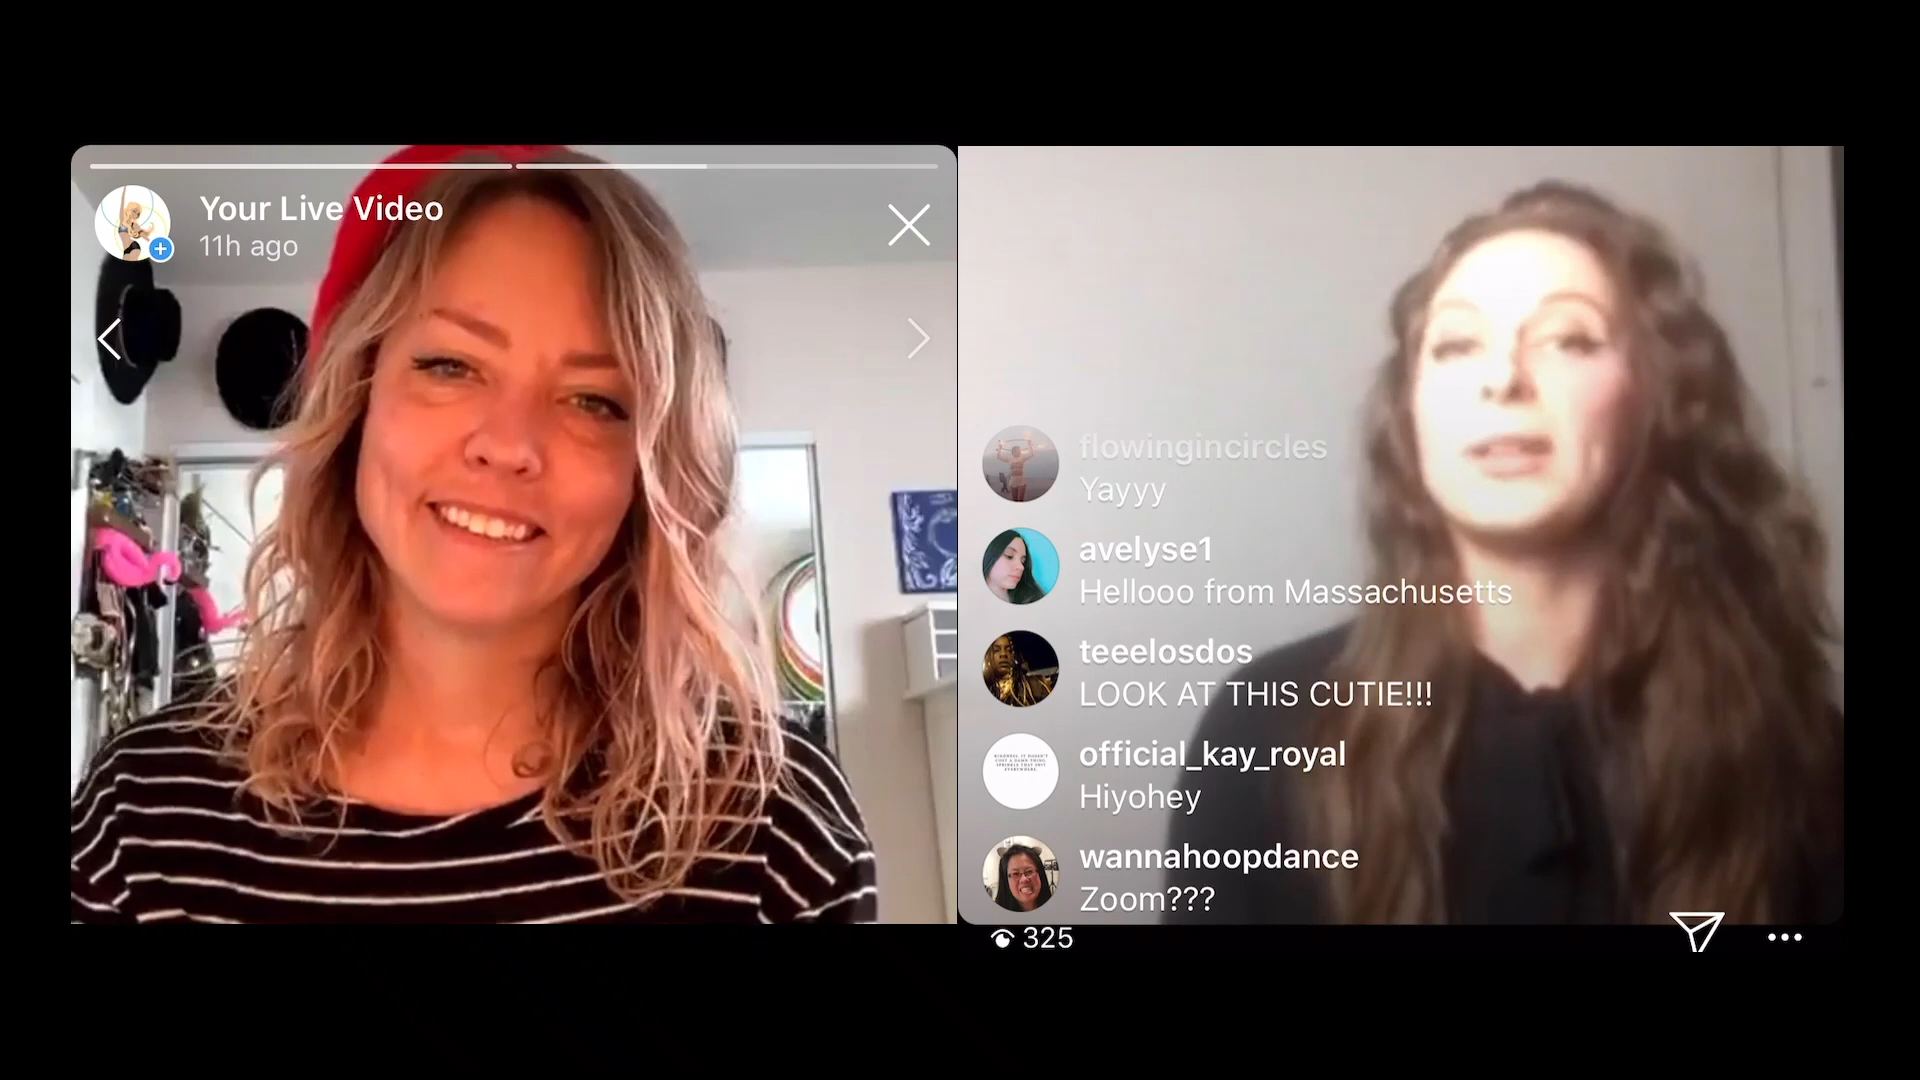 Your Live Video
11h ago
flowingincircles
Yayyy
avelyse1
Hellooo from Massachusetts
teeelosdos
LOOK AT THIS CUTIE!!!
official_kay_royal
Hiyohey
wannahoopdance
Zoom???
325